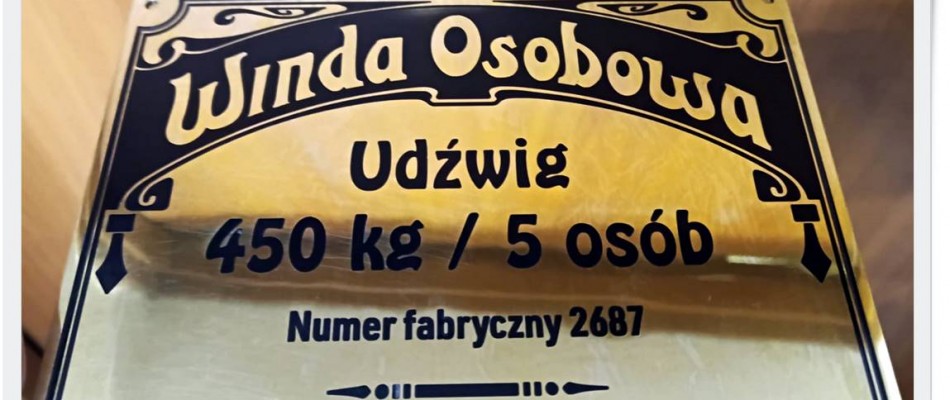 Winda Osobowa
Udźwig
450 kg / 5 osób
Numer fabryczny 2687